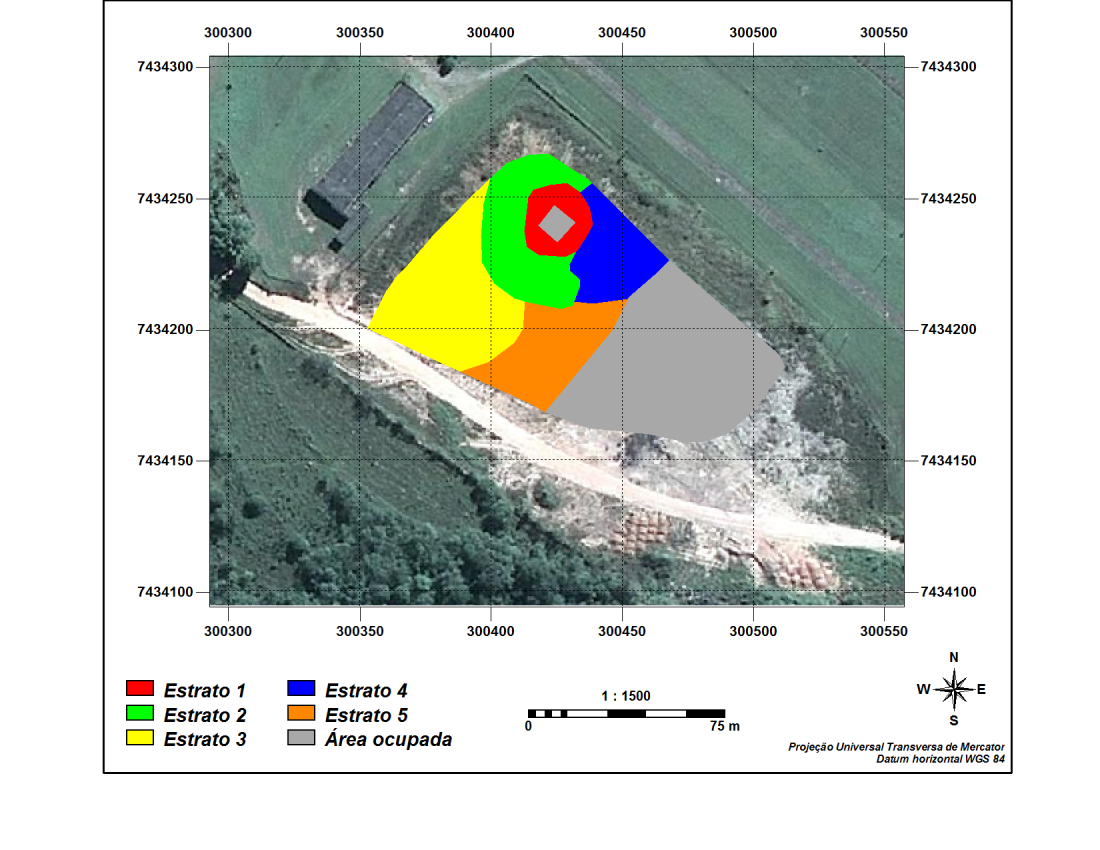 300300 300350 300400 300450 300500 300550
7434300 7434300
7434250 7434250
7434200 7434200
7434150 7434150
7434100 7434100
300300 300350 300400 300450 300500 300550
N
W E
S
Estrato 1
Estrato 2
Estrato 3
Estrato 4
Estrato 5
Área ocupada
1 : 1500
0 75 m
Projeção Universal Transversa de Mercator
Datum horizontal WGS 84